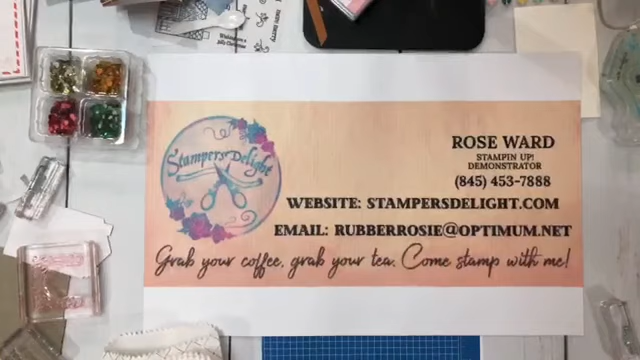 Stampers Delight
ROSE WARD
STAMPIN UP!
DEMONSTRATOR
(845) 453-7888
WEBSITE: STAMPERSDELIGHT.COM
EMAIL: RUBBERROSIE@OPTIMUM.NET
Grab your coffee, grab your tea. Come stamp with me!